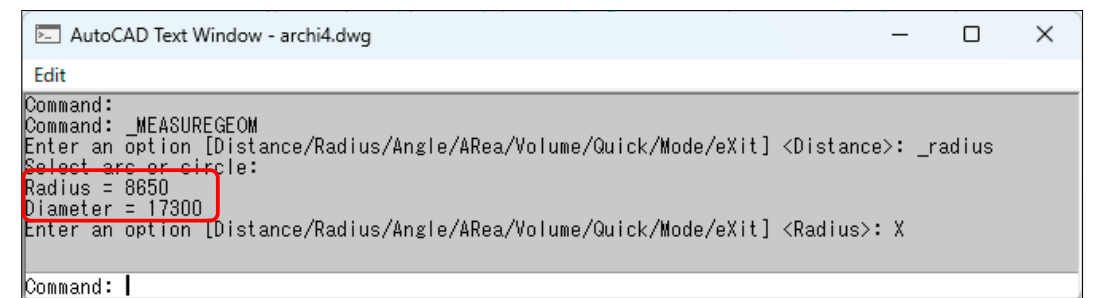 AutoCAD Text Window - archi4.dwg
Edit
Command:
Command: _MEASUREGEOM
Enter an option [Distance/Radius/Angle/ARea/Volume/Quick/Mode/eXit] <Distance>: _radius
Select arc or circle:
Radius = 8650
Diameter = 17300
Enter an option [Distance/Radius/Angle/ARea/Volume/Quick/Mode/eXit] <Radius>: X
Command: